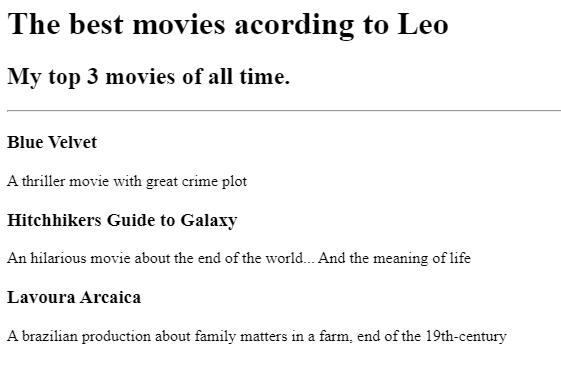 The best movies acording to Leo
My top 3 movies of all time.
Blue Velvet
A thriller movie with great crime plot
Hitchhikers Guide to Galaxy
An hilarious movie about the end of the world... And the meaning of life
Lavoura Arcaica
A brazilian production about family matters in a farm, end of the 19th-century